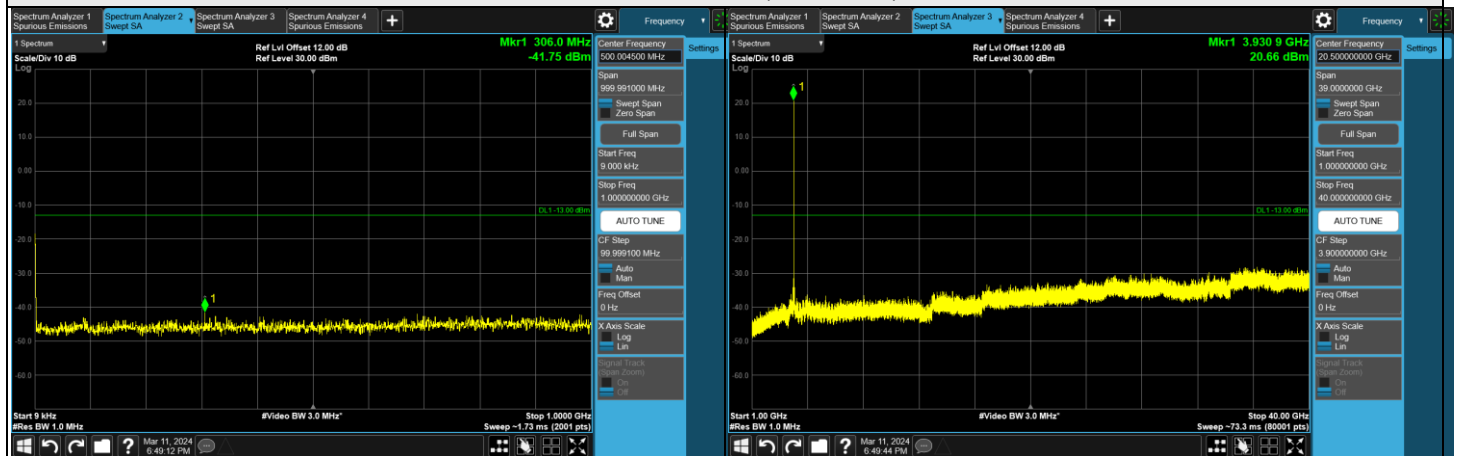 Spectrum Analyzer 1
Spurious Emissions
Spectrum Analyzer 2
Swept SA
Spectrum Analyzer 3
Swept SA
Spectrum Analyzer 4
Spurious Emissions
Frequency
1 Spectrum
Scale/Div 10 dB
Ref Lvl Offset 12.00 dB
Ref Level 30.00 dBm
Mkr1 306.0 MHz
-41.75 dBm
Log
20.0
10.0
0.00
-10.0
-20.0
-30.0
-40.0
-50.0
-60.0
DL1 -13.00 dBm
1
Start 9 kHz
#Res BW 1.0 MHz
#Video BW 3.0 MHz*
Stop 1.0000 GHz
Sweep ~1.73 ms (2001 pts)
Center Frequency
500.004500 MHz
Settings
Span
999.991000 MHz
Swept Span
Zero Span
Full Span
Start Freq
9.000 kHz
Stop Freq
1.000000000 GHz
AUTO TUNE
CF Step
99.999100 MHz
Auto
Man
Freq Offset
0 Hz
X Axis Scale
Log
Lin
Signal Track
(Span Zoom)
On
Off
?
Mar 11, 2024
6:49:12 PM
Spectrum Analyzer 1
Spurious Emissions
Spectrum Analyzer 2
Swept SA
Spectrum Analyzer 3
Swept SA
Spectrum Analyzer 4
Spurious Emissions
Frequency
1 Spectrum
Scale/Div 10 dB
Ref Lvl Offset 12.00 dB
Ref Level 30.00 dBm
Mkr1 3.930 9 GHz
20.66 dBm
Log
20.0
10.0
0.00
-10.0
-20.0
-30.0
-40.0
-50.0
-60.0
DL1 -13.00 dBm
1
Start 1.00 GHz
#Res BW 1.0 MHz
#Video BW 3.0 MHz*
Stop 40.00 GHz
Sweep ~73.3 ms (80001 pts)
Center Frequency
20.500000000 GHz
Settings
Span
39.0000000 GHz
Swept Span
Zero Span
Full Span
Start Freq
1.000000000 GHz
Stop Freq
40.000000000 GHz
AUTO TUNE
CF Step
3.900000000 GHz
Auto
Man
Freq Offset
0 Hz
X Axis Scale
Log
Lin
Signal Track
(Span Zoom)
On
Off
?
Mar 11, 2024
6:49:44 PM